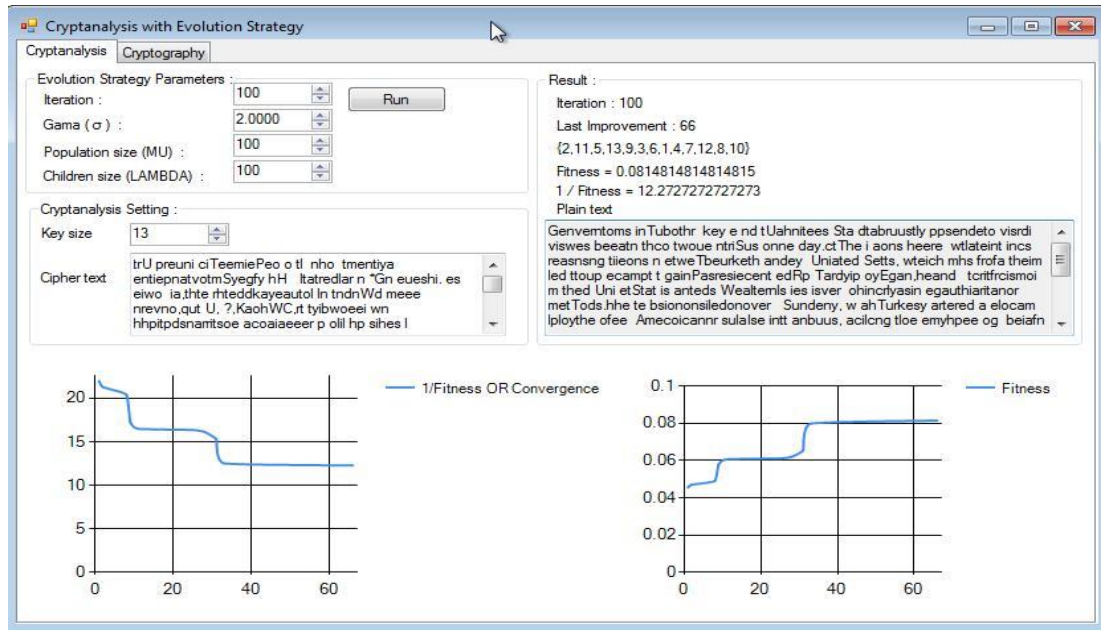 Cryptanalysis with Evolution Strategy
Cryptanalysis Cryptography
Evolution Strategy Parameters :
Iteration : 100 Run
Gama ( σ ) : 2.0000
Population size (MU) : 100
Children size (LAMBDA) : 100
Cryptanalysis Setting :
Key size 13
Cipher text
trU preuni ciTeemiePeo o tl nho tmentiya
entiepnatvotmSyegfy hH ltatredlar n "Gn eueshi. es
eiwo ia,thte rhteddkayeautol ln tndnWd meee
nrevno,qut U, ?,KaohWC,rt tyibwoeei wn
hhpitpdsnarritsoe acoaiaeeer p olil hp sihes l
Result :
Iteration : 100
Last Improvement : 66
{2,11,5,13,9,3,6,1,4,7,12,8,10}
Fitness = 0.0814814814814815
1 / Fitness = 12.2727272727273
Plain text
Genvemtoms inTubothr key e nd tUahnitees Sta dtabruustly ppsendeto visrdi
viswes beeatn thco twoue ntriSus onne day.ctThe i aons heere wtlateint incs
reasnsng tiieons n etweTbeurketh andey Uniated Setts, wteich mhs frofa theim
led ttoup ecampt t gainPasresiecent edRp Tardyip oyEgan,heand tcritfrcismoi
m thed Uni etStat is anteds Wealtemls ies isver ohincrlyasin egauthiaritanor
metTods.hhe te bsiononsiledonover Sundeny, w ahTurkesy artered a elocam
lploythe ofee Amecoicannr sulalse intt anbuus, acilcng tloe emyhpee og beiafn
1/Fitness OR Convergence
20
15
10
5
0
0 20 40 60
Fitness
0.1
0.08
0.06
0.04
0.02
0
0 20 40 60